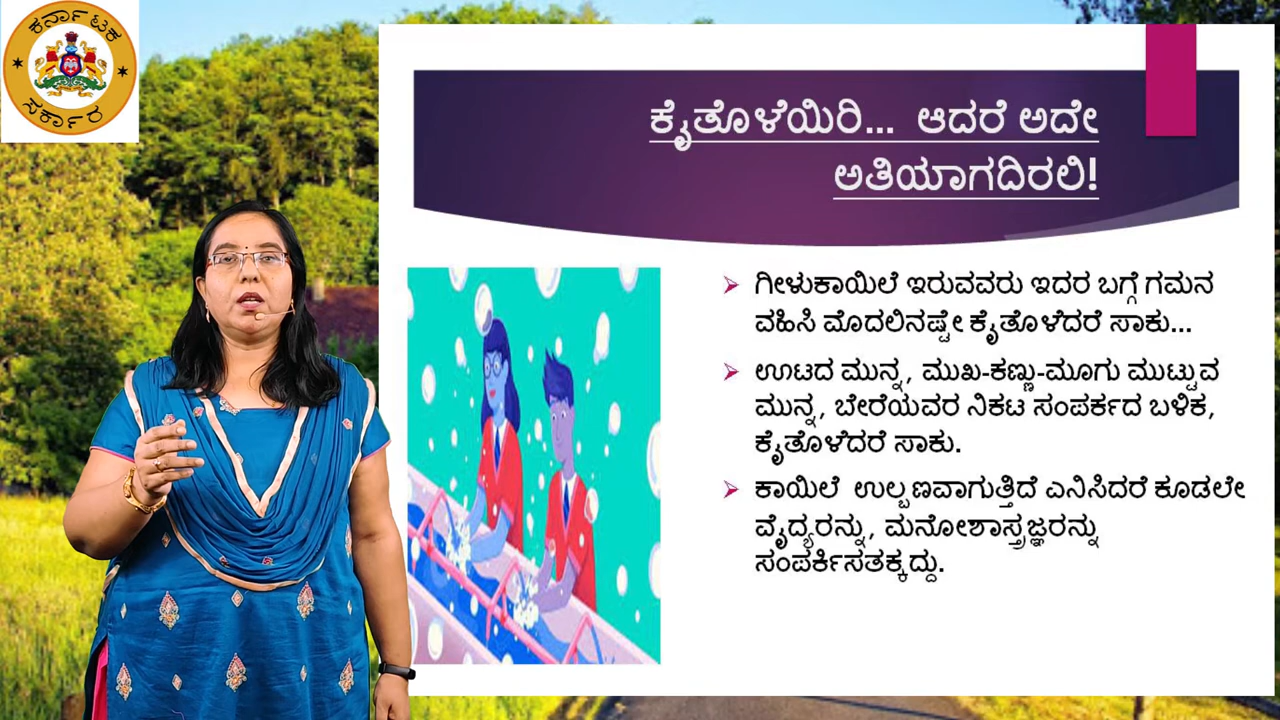 ಕರ್ನಾಟಕ
ಸರ್ಕಾರ
ಕೈತೊಳೆಯಿರಿ... ಆದರೆ ಅದೇ
ಅತಿಯಾಗದಿರಲಿ!
ಗೀಳುಕಾಯಿಲೆ ಇರುವವರು ಇದರ ಬಗ್ಗೆ ಗಮನ
ವಹಿಸಿ ಮೊದಲಿನಷ್ಟೇ ಕೈತೊಳೆದರೆ ಸಾಕು...
ಊಟದ ಮುನ್ನ, ಮುಖ-ಕಣ್ಣು-ಮೂಗು ಮುಟ್ಟುವ
ಮುನ್ನ, ಬೇರೆಯವರ ನಿಕಟ ಸಂಪರ್ಕದ ಬಳಿಕ,
ಕೈತೊಳೆದರೆ ಸಾಕು.
ಕಾಯಿಲೆ ಉಲ್ಬಣವಾಗುತ್ತಿದೆ ಎನಿಸಿದರೆ ಕೂಡಲೇ
ವೈದ್ಯರನ್ನು, ಮನೋಶಾಸ್ತ್ರಜ್ಞರನ್ನು
ಸಂಪರ್ಕಿಸತಕ್ಕದ್ದು.